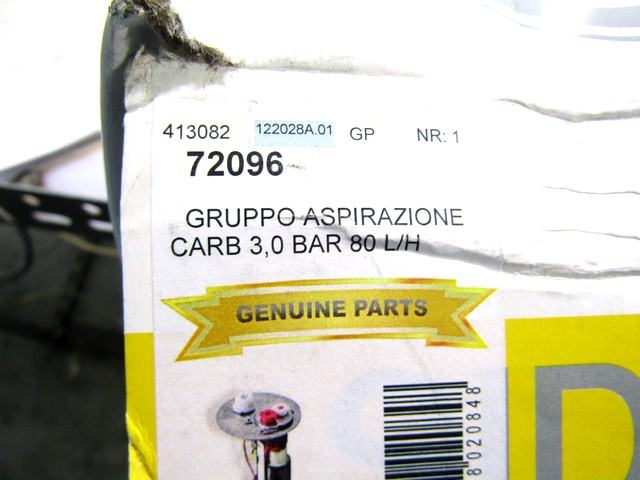 413082 122028A.01 GP NR: 1
72096
GRUPPO ASPIRAZIONE
CARB 3,0 BAR 80 L/H
GENUINE PARTS
8020848
D